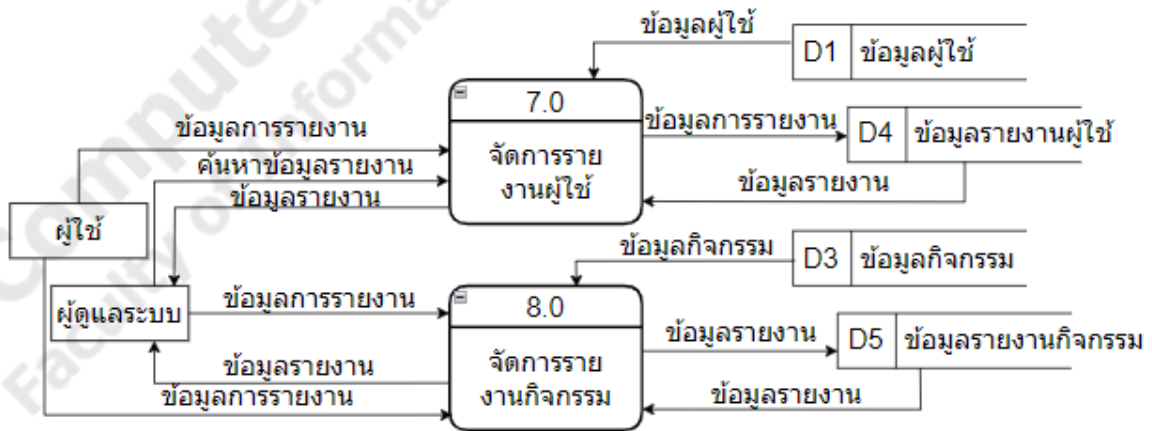 ข้อมูลผู้ใช้
D1 ข้อมูลผู้ใช้
7.0
ข้อมูลการรายงาน
ข้อมูลการรายงาน
D4 ข้อมูลรายงานผู้ใช้
จัดการราย
งานผู้ใช้
ค้นหาข้อมูลรายงาน
ข้อมูลรายงาน
ข้อมูลรายงาน
ผู้ใช้
ข้อมูลกิจกรรม
D3 ข้อมูลกิจกรรม
ผู้ดูแลระบบ
ข้อมูลการรายงาน
8.0
ข้อมูลรายงาน
D5 ข้อมูลรายงานกิจกรรม
จัดการราย
งานกิจกรรม
ข้อมูลรายงาน
ข้อมูลการรายงาน
ข้อมูลรายงาน
Compute
Faculty of Informa